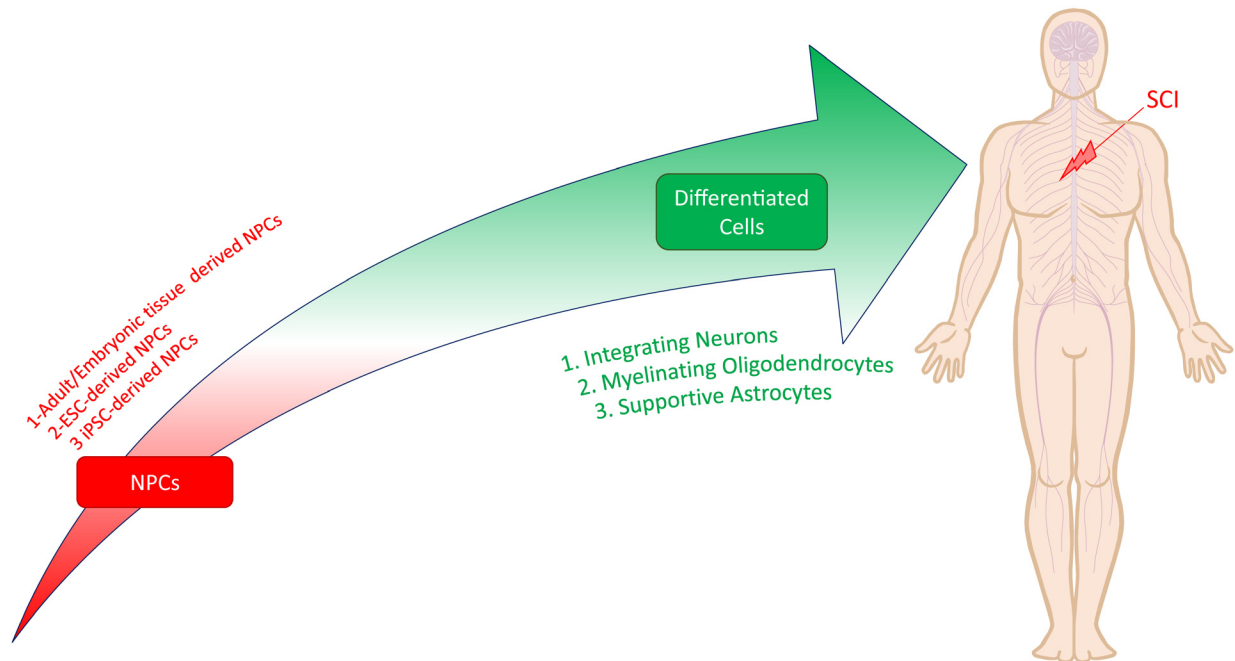 1-Adult/Embryonic tissue derived NPCs
2-ESC-derived NPCs
3 iPSC-derived NPCs
NPCs
Differentiated
Cells
1. Integrating Neurons
2. Myelinating Oligodendrocytes
3. Supportive Astrocytes
SCI